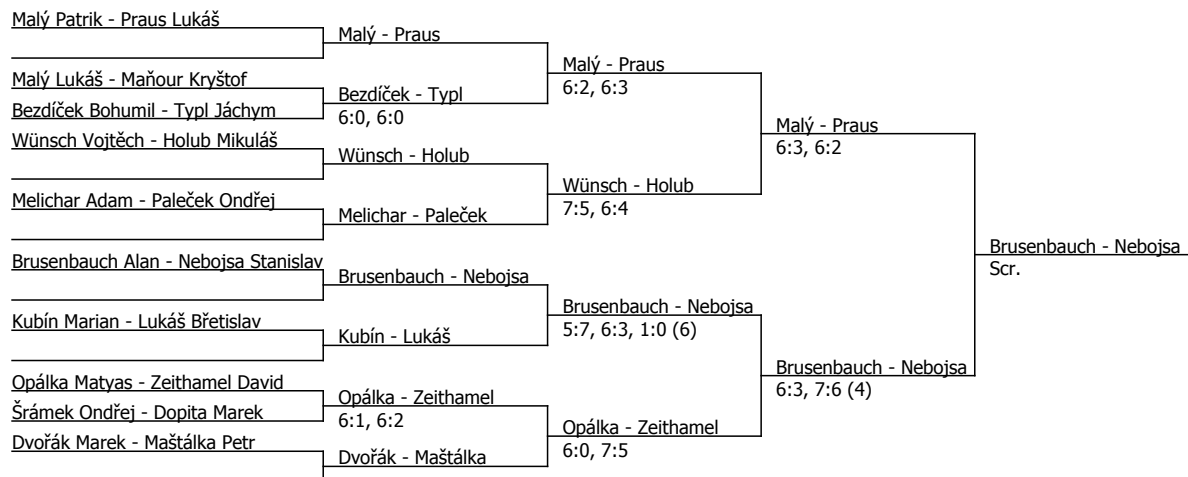 Malý Patrik - Praus Lukáš
Malý Lukáš - Maňour Kryštof
Bezdíček Bohumil - Typl Jáchym
Wünsch Vojtěch - Holub Mikuláš
Melichar Adam - Paleček Ondřej
Brusenbauch Alan - Nebojsa Stanislav
Kubín Marian - Lukáš Břetislav
Opálka Matyas - Zeithamel David
Šrámek Ondřej - Dopita Marek
Dvořák Marek - Maštálka Petr
Malý - Praus
Bezdíček - Typl
6:0, 6:0
Wünsch - Holub
Melichar - Paleček
Brusenbauch - Nebojsa
Kubín - Lukáš
Opálka - Zeithamel
6:1, 6:2
Dvořák - Maštálka
Malý - Praus
6:2, 6:3
Wünsch - Holub
7:5, 6:4
Brusenbauch - Nebojsa
5:7, 6:3, 1:0 (6)
Opálka - Zeithamel
6:0, 7:5
Malý - Praus
6:3, 6:2
Brusenbauch - Nebojsa
6:3, 7:6 (4)
Brusenbauch - Nebojsa
Scr.